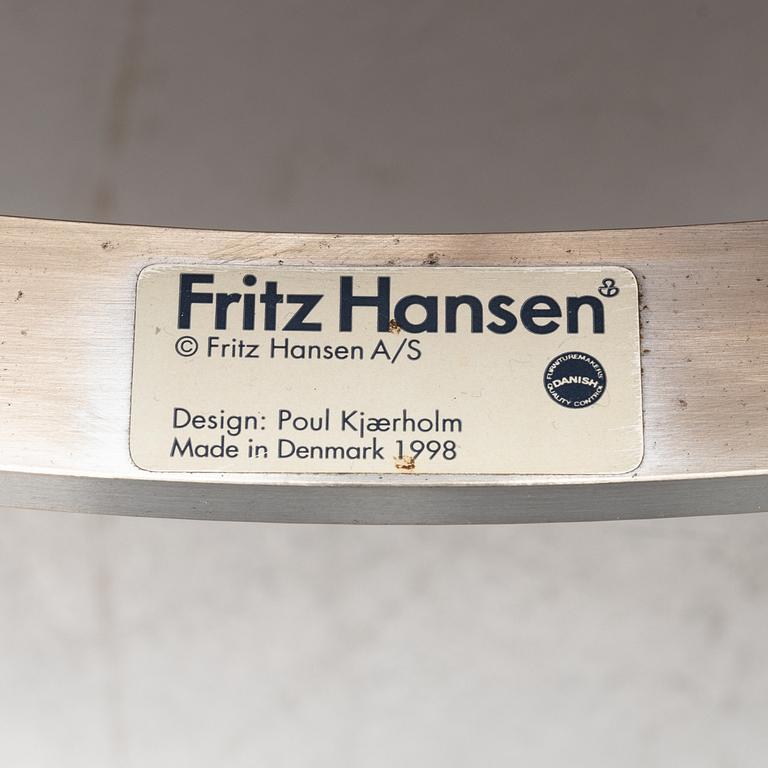 Fritz Hansen
© Fritz Hansen A/S
FURNITUREMAKERS
DANISH
QUALITY CONTROL
Design: Poul Kjærholm
Made in Denmark 1998